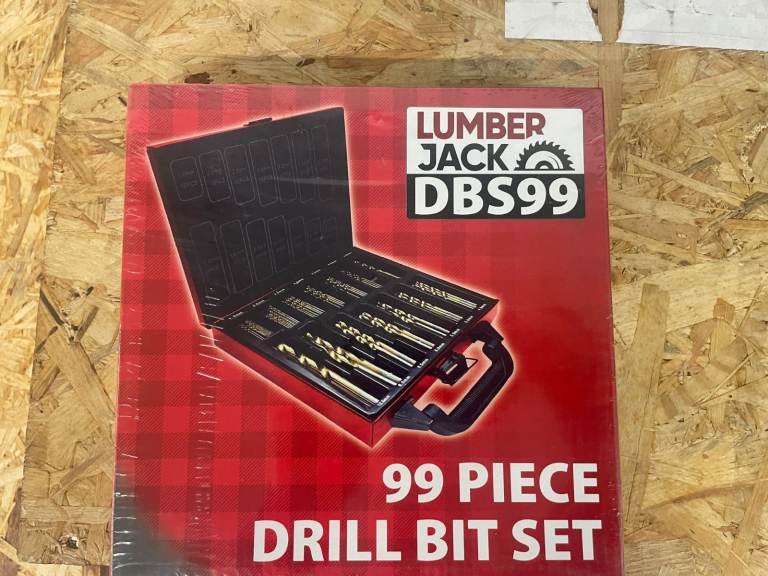 LUMBER
JACK
DBS99
99 PIECE
DRILL BIT SET